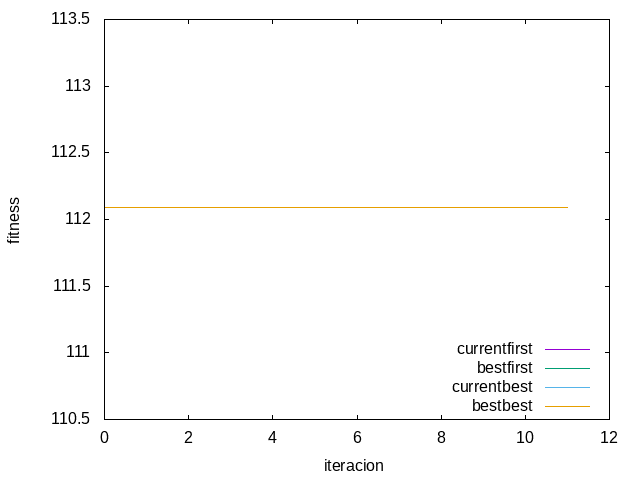 113.5
113
112.5
112
111.5
111
110.5
fitness
0 2 4 6 8 10 12
iteracion
currentfirst
bestfirst
currentbest
bestbest